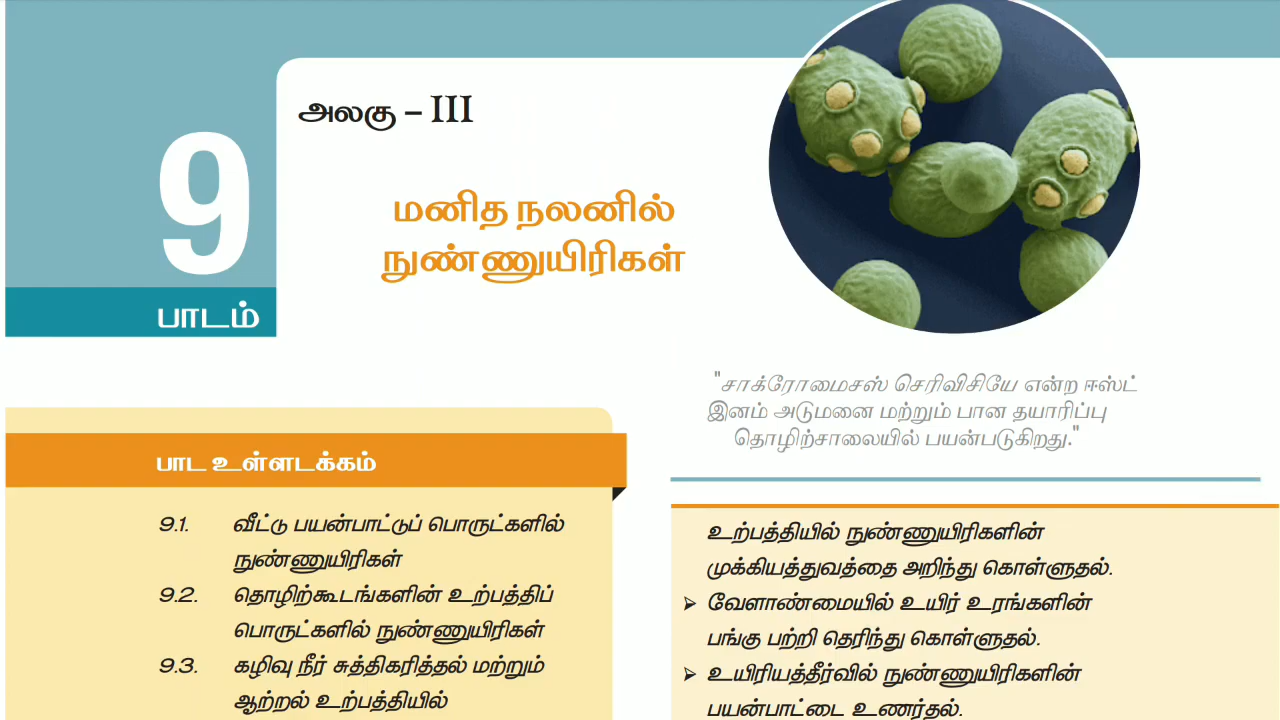 அலகு – III
9
பாடம்
மனித நலனில்
நுண்ணுயிரிகள்
"சாக்ரோமைசஸ் செரிவிசியே என்ற ஈஸ்ட்
இனம் அடுமனை மற்றும் பான தயாரிப்பு
தொழிற்சாலையில் பயன்படுகிறது."
பாட உள்ளடக்கம்
9.1. வீட்டு பயன்பாட்டுப் பொருட்களில்
நுண்ணுயிரிகள்
9.2. தொழிற்கூடங்களின் உற்பத்திப்
பொருட்களில் நுண்ணுயிரிகள்
9.3. கழிவு நீர் சுத்திகரித்தல் மற்றும்
ஆற்றல் உற்பத்தியில்
உற்பத்தியில் நுண்ணுயிரிகளின்
முக்கியத்துவத்தை அறிந்து கொள்ளுதல்.
➢ வேளாண்மையில் உயிர் உரங்களின்
பங்கு பற்றி தெரிந்து கொள்ளுதல்.
➢ உயிரியத்தீர்வில் நுண்ணுயிரிகளின்
பயன்பாட்டை உணர்தல்.